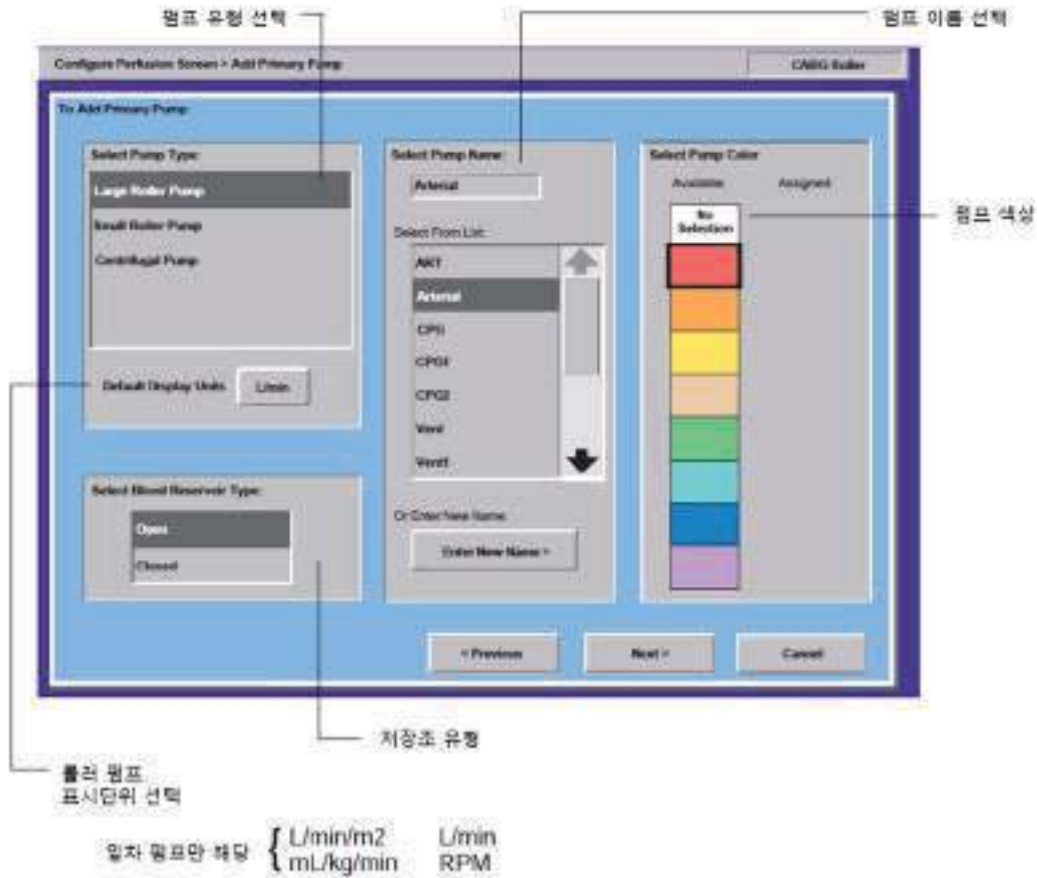 펌프 유형 선택
펌프 이름 선택
Configure Perfusion Screen > Add Primary Pump
CABG Roller
To Add Primary Pump:
Select Pump Type:
Large Roller Pump
Small Roller Pump
Centrifugal Pump
Default Display Units
L/min
Select Blood Reservoir Type:
Open
Closed
Select Pump Name:
Arterial
Select From List:
ART
Arterial
CPG
CPG1
CPG2
Vent
Vent1
Or Enter New Name:
Enter New Name >
Select Pump Color
Available
Assigned
No
Selection
펌프 색상
< Previous
Next >
Cancel
저장조 유형
롤러 펌프
표시단위 선택
일차 펌프만 해당
L/min/m2 L/min
mL/kg/min RPM